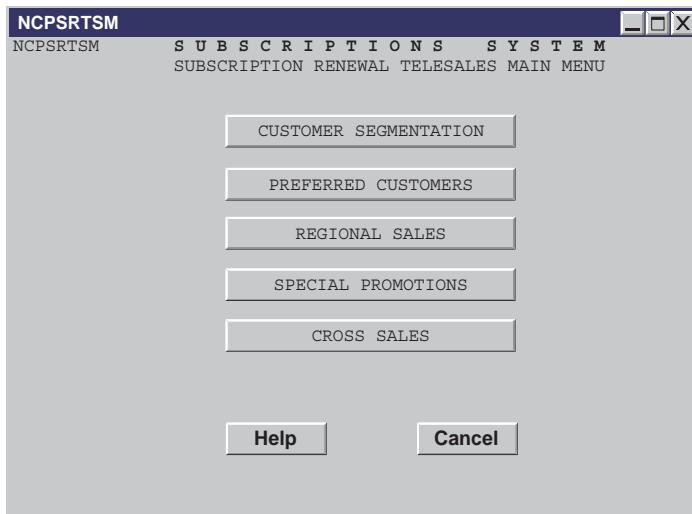 NCPSRTSM
NCPSRTSM S U B S C R I P T I O N S S Y S T E M
SUBSCRIPTION RENEWAL TELESALES MAIN MENU
CUSTOMER SEGMENTATION
PREFERRED CUSTOMERS
REGIONAL SALES
SPECIAL PROMOTIONS
CROSS SALES
Help Cancel